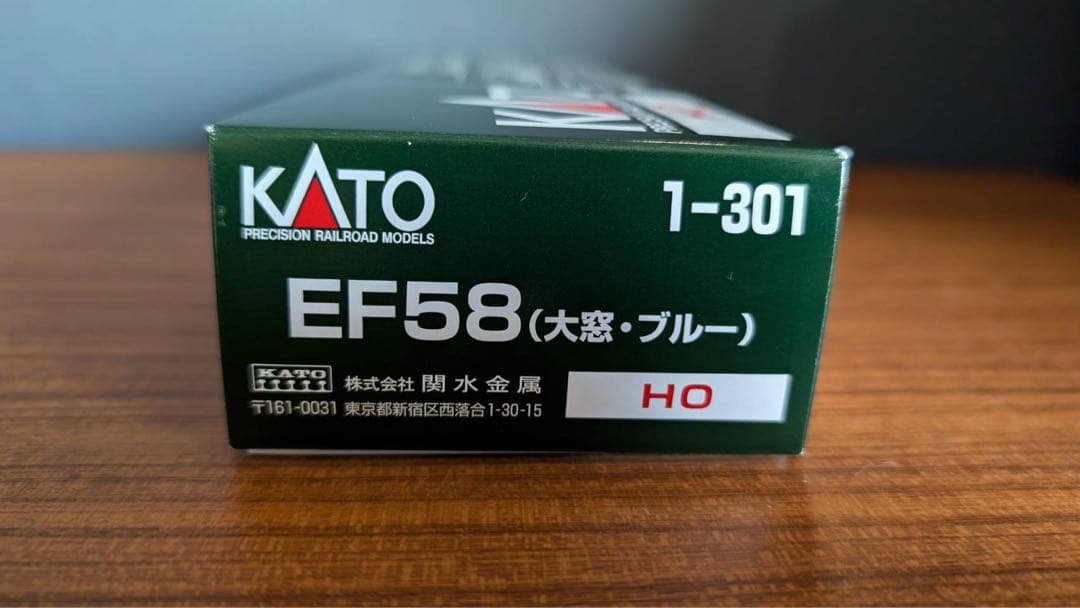 KATO
PRECISION RAILROAD MODELS
1-301
EF58(大窓・ブルー)
KATO
株式会社 関水金属
〒161-0031 東京都新宿区西落合1-30-15
HO